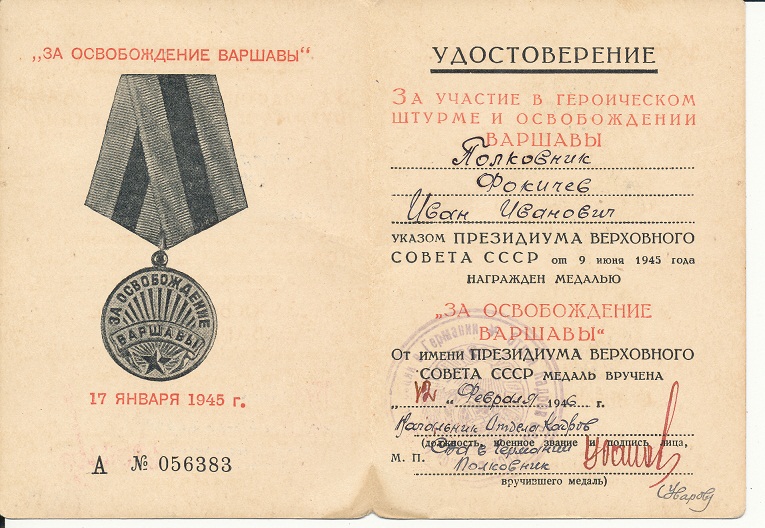 „ЗА ОСВОБОЖДЕНИЕ ВАРШАВЫ“
ЗА ОСВОБОЖДЕНИЕ
ВАРШАВЫ
17 ЯНВАРЯ 1945 г.
А № 056383
УДОСТОВЕРЕНИЕ
ЗА УЧАСТИЕ В ГЕРОИЧЕСКОМ
ШТУРМЕ И ОСВОБОЖДЕНИИ
ВАРШАВЫ
Полковник
Фокичев
Иван Иванович
УКАЗОМ ПРЕЗИДИУМА ВЕРХОВНОГО
СОВЕТА СССР от 9 июня 1945 года
НАГРАЖДЕН МЕДАЛЬЮ
„ЗА ОСВОБОЖДЕНИЕ
ВАРШАВЫ“
ОТ ИМЕНИ ПРЕЗИДИУМА ВЕРХОВНОГО
СОВЕТА СССР МЕДАЛЬ ВРУЧЕНА
„12“ Февраля 1946 г.
Начальник Отдела Кадров
(должность, военное звание и подпись лица,
в Германии
М. П. Полковник
вручившего медаль)